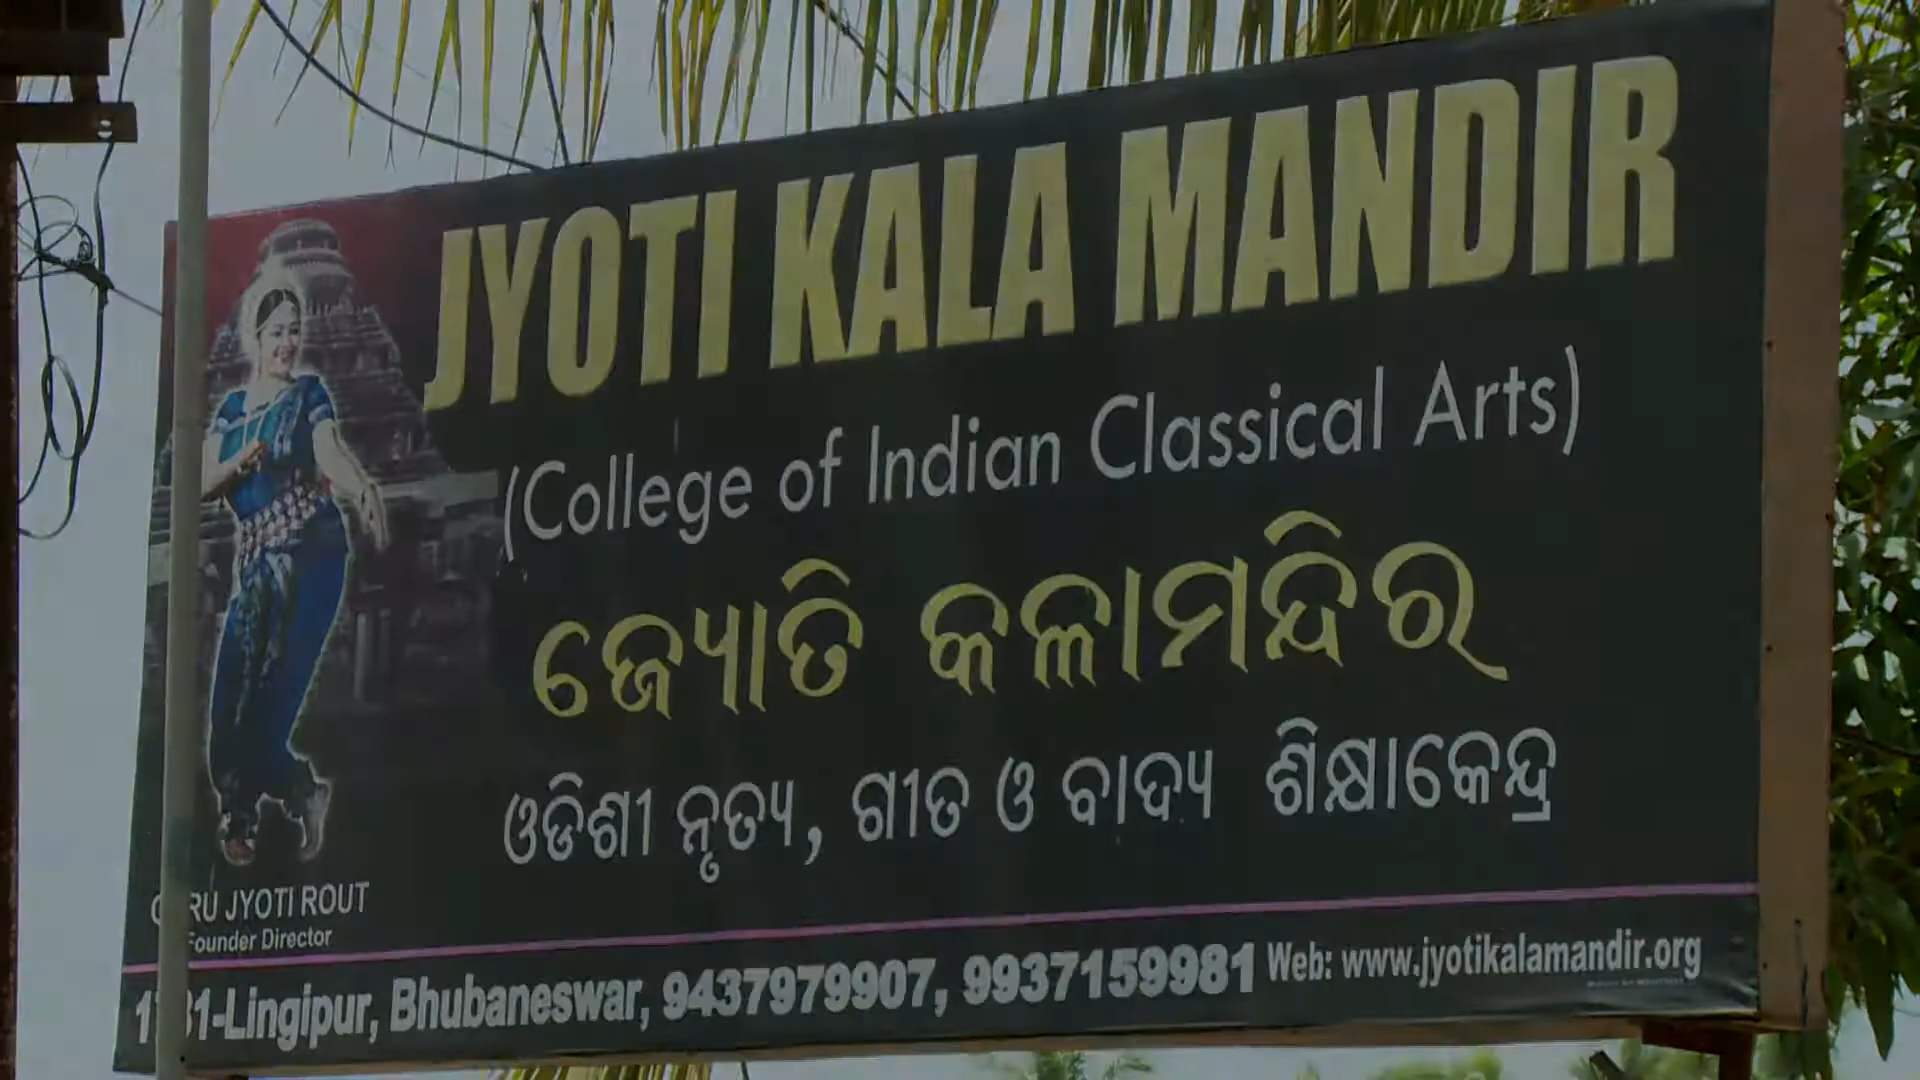 JYOTI KALA MANDIR
(College of Indian Classical Arts)
ଜ୍ୟୋତି କଳାମନ୍ଦିର
ଓଡିଶୀ ନୃତ୍ୟ, ଗୀତ ଓ ବାଦ୍ୟ ଶିକ୍ଷାକେନ୍ଦ୍ର
JYOTI ROUT
Founder Director
Lingipur, Bhubaneswar, 9437979907, 9937159981 Web: www.jyotikalamandir.org